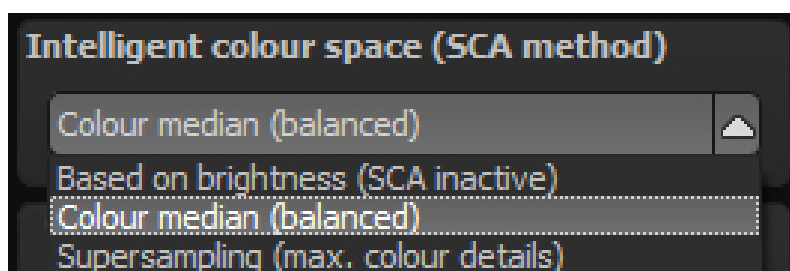 Intelligent colour space (SCA method)
Colour median (balanced)
Based on brightness (SCA inactive)
Colour median (balanced)
Supersampling (max. colour details)